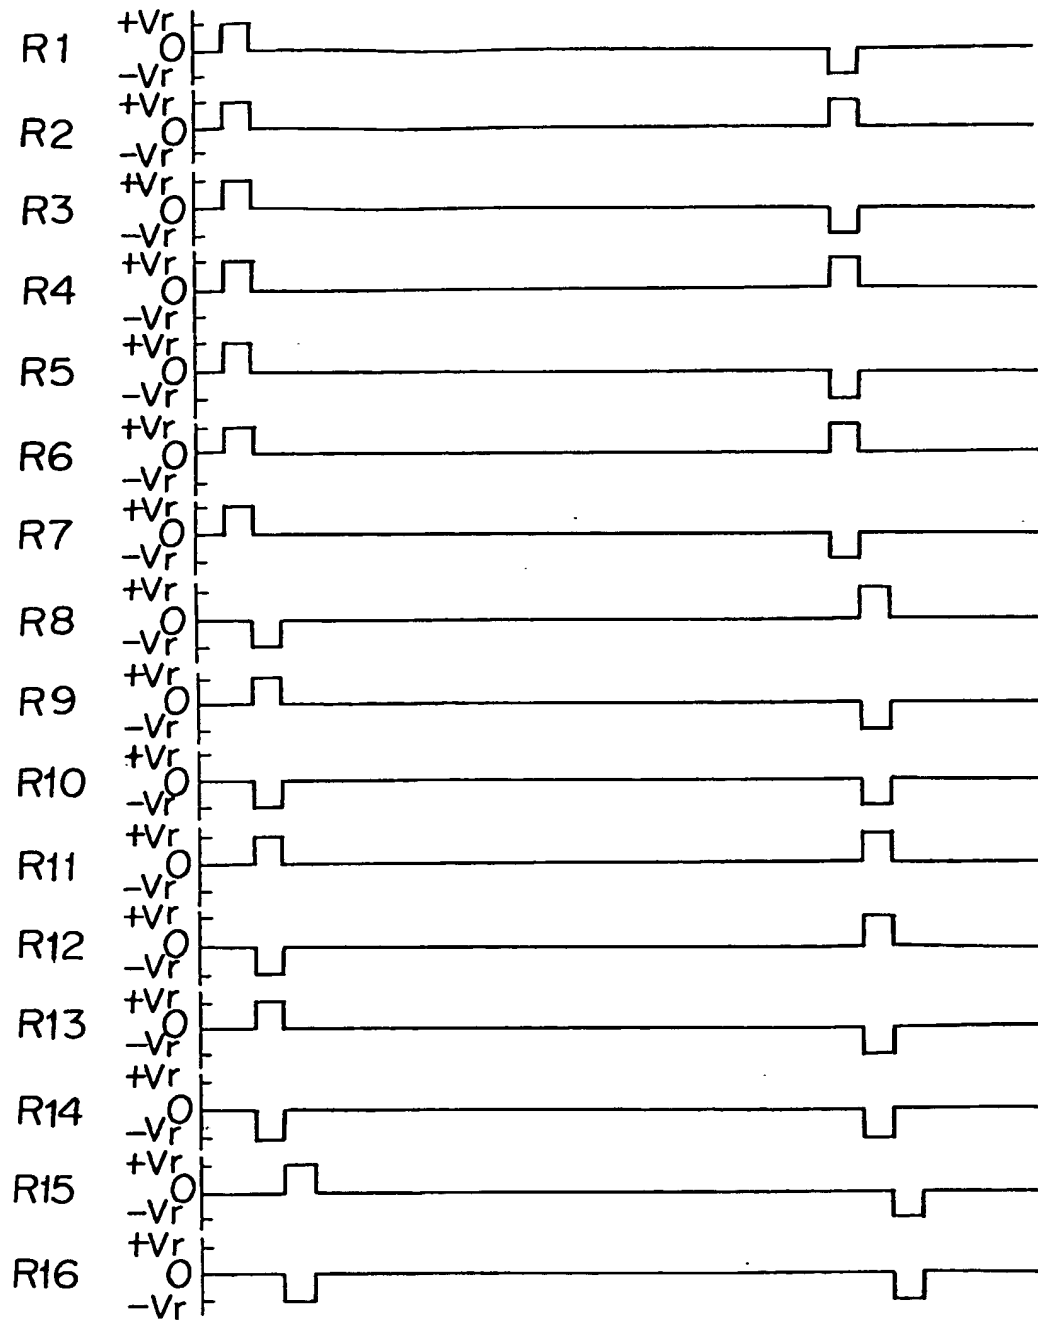 R1 +Vr 0 -Vr
R2 +Vr 0 -Vr
R3 +Vr 0 -Vr
R4 +Vr 0 -Vr
R5 +Vr 0 -Vr
R6 +Vr 0 -Vr
R7 +Vr 0 -Vr
R8 +Vr 0 -Vr
R9 +Vr 0 -Vr
R10 +Vr 0 -Vr
R11 +Vr 0 -Vr
R12 +Vr 0 -Vr
R13 +Vr 0 -Vr
R14 +Vr 0 -Vr
R15 +Vr 0 -Vr
R16 +Vr 0 -Vr